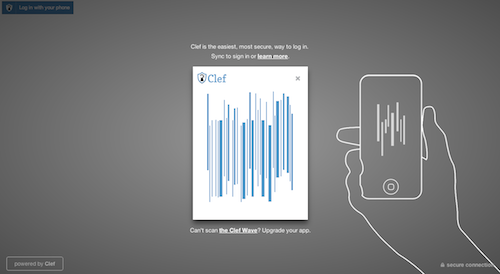 Log in with your phone
Clef is the easiest, most secure, way to log in.
Sync to sign in or learn more.
Clef
Can't scan the Clef Wave? Upgrade your app.
powered by Clef
secure connection